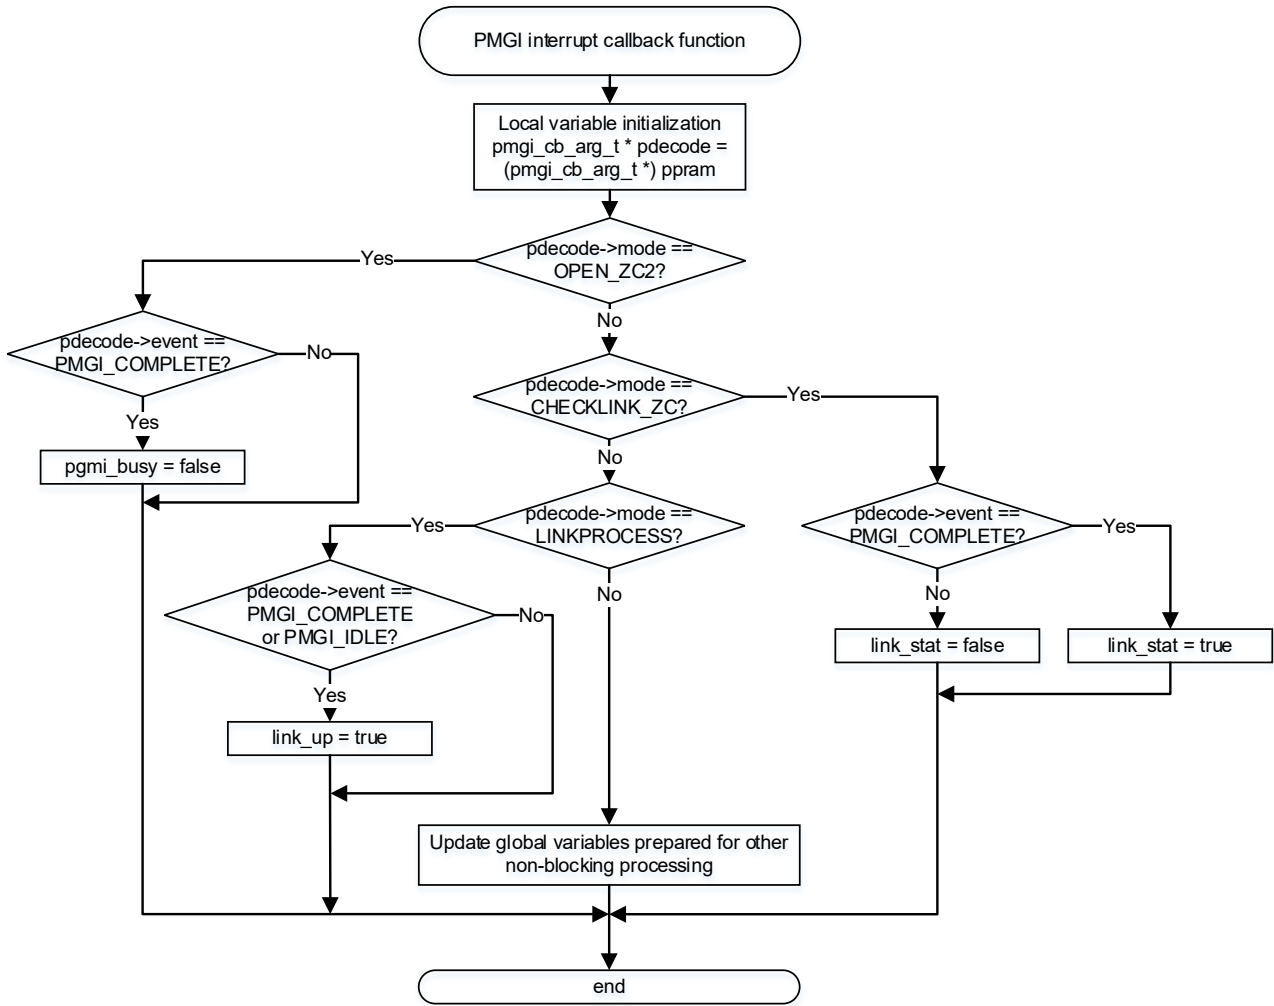 PMGI interrupt callback function
Local variable initialization
pmgi_cb_arg_t * pdecode =
(pmgi_cb_arg_t *) ppram
pdecode->mode ==
OPEN_ZC2?
Yes
No
pdecode->event ==
PMGI_COMPLETE?
No
Yes
pgmi_busy = false
pdecode->mode ==
CHECKLINK_ZC?
Yes
No
pdecode->mode ==
LINKPROCESS?
Yes
No
pdecode->event ==
PMGI_COMPLETE?
Yes
No
link_stat = false
link_stat = true
pdecode->event ==
PMGI_COMPLETE
or PMGI_IDLE?
No
Yes
link_up = true
Update global variables prepared for other
non-blocking processing
end